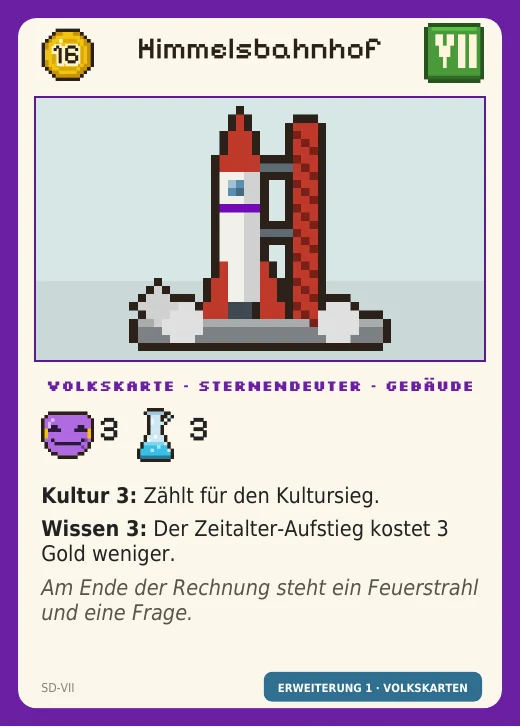 16
Himmelsbahnhof
VII
VOLKSKARTE · STERNENDEUTER · GEBÄUDE
3 3
Kultur 3: Zählt für den Kultursieg.
Wissen 3: Der Zeitalter-Aufstieg kostet 3
Gold weniger.
Am Ende der Rechnung steht ein Feuerstrahl
und eine Frage.
SD-VII
ERWEITERUNG 1 · VOLKSKARTEN